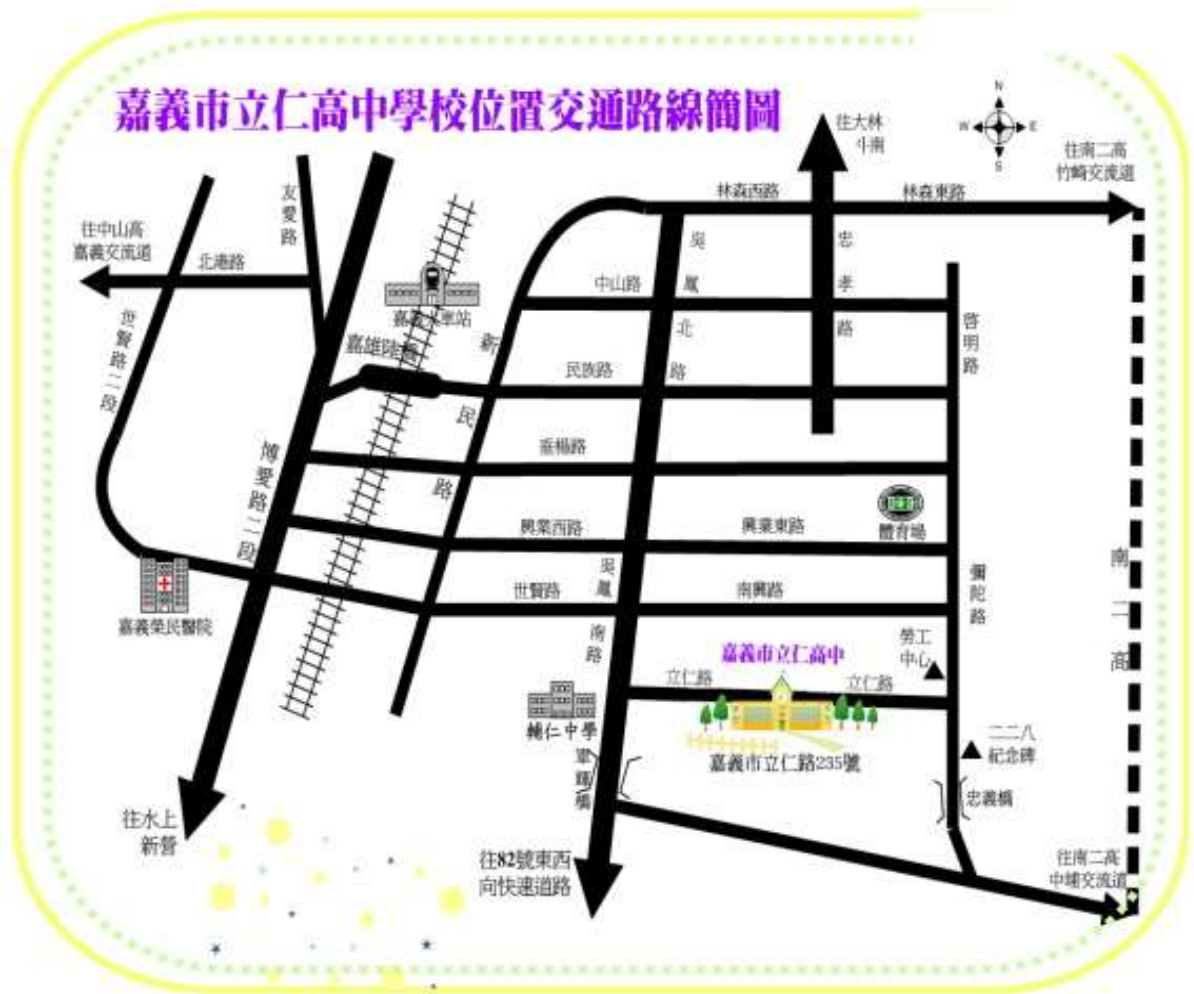 嘉義市立仁高中學校位置交通路線簡圖
N
W
E
S
往大林
斗南
往南二高
竹崎交流道
林森西路
林森東路
友愛路
往中山高
嘉義交流道
北港路
吳鳳北路
忠孝路
中山路
嘉義火車站
世賢路二段
嘉雄陸橋
新民路
民族路
啓明路
垂楊路
博愛路二段
興業西路
興業東路
體育場
嘉義榮民醫院
世賢路
南興路
吳鳳南路
彌陀路
南二高
嘉義市立仁高中
勞工
中心
立仁路
立仁路
輔仁中學
軍輝橋
嘉義市立仁路235號
二二八
紀念碑
忠義橋
往水上
新營
往82號東西
向快速道路
往南二高
中埔交流道